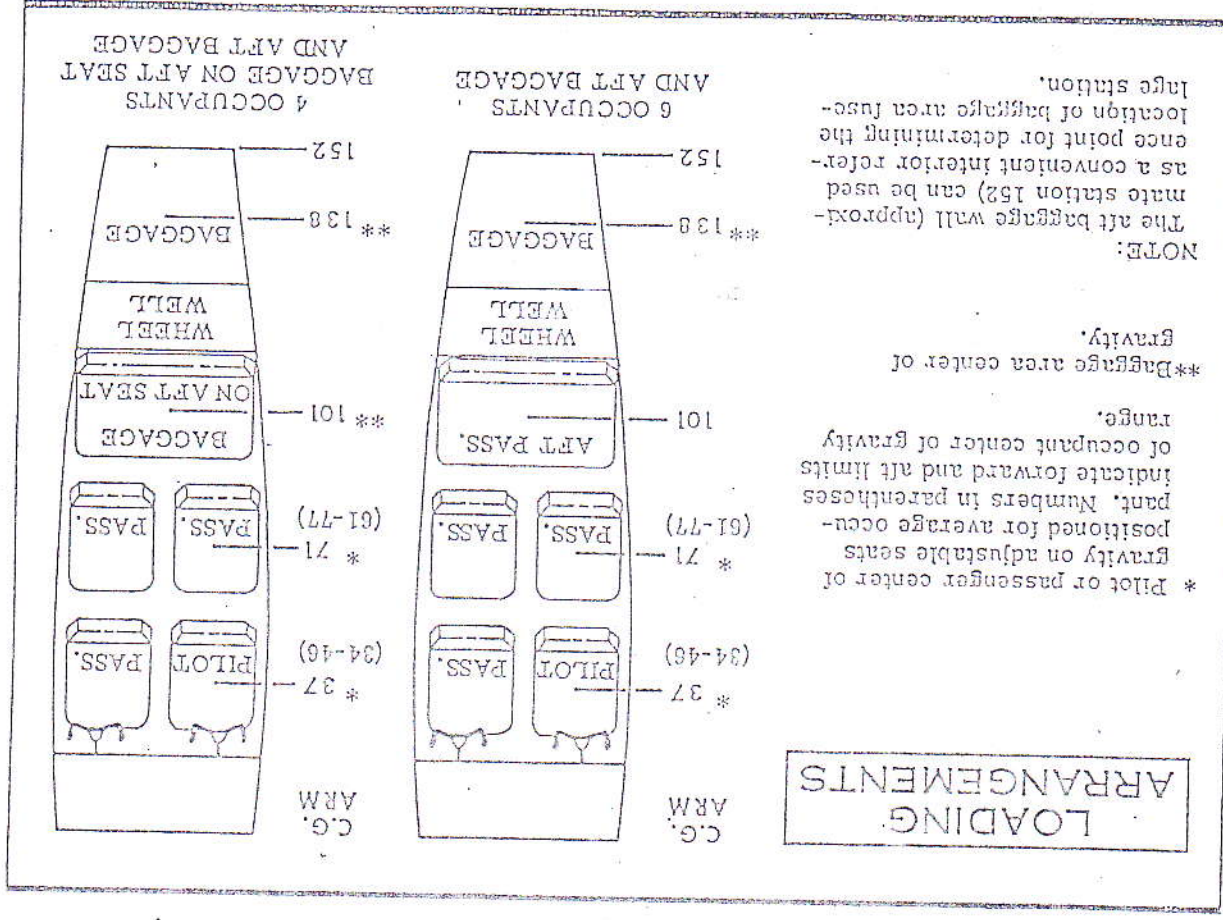 LOADING
ARRANGEMENTS
* Pilot or passenger center of
gravity on adjustable seats
positioned for average occu-
pant. Numbers in parentheses
indicate forward and aft limits
of occupant center of gravity
range.
**Baggage area center of
gravity.
NOTE:
The aft baggage wall (approxi-
mate station 152) can be used
as a convenient interior refer-
ence point for determining the
location of baggage area fuse-
lage station.
C.G.
ARM
* 37
(34-46)
PILOT
PASS.
* 71
(61-77)
PASS.
PASS.
101
AFT PASS.
WHEEL
WELL
** 138
BAGGAGE
152
6 OCCUPANTS
AND AFT BAGGAGE
C.G.
ARM
* 37
(34-46)
PILOT
PASS.
* 71
(61-77)
PASS.
PASS.
** 101
BAGGAGE
ON AFT SEAT
WHEEL
WELL
** 138
BAGGAGE
152
4 OCCUPANTS
BAGGAGE ON AFT SEAT
AND AFT BAGGAGE